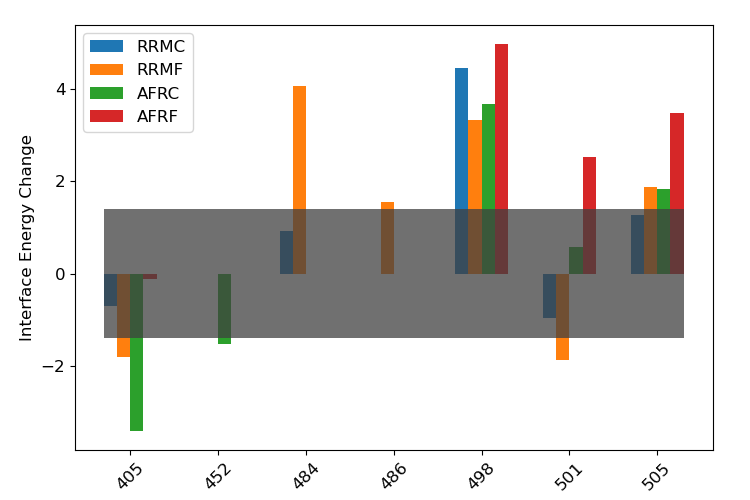 RRMC
RRMF
AFRC
AFRF
Interface Energy Change
4
2
0
−2
405
452
484
486
498
501
505